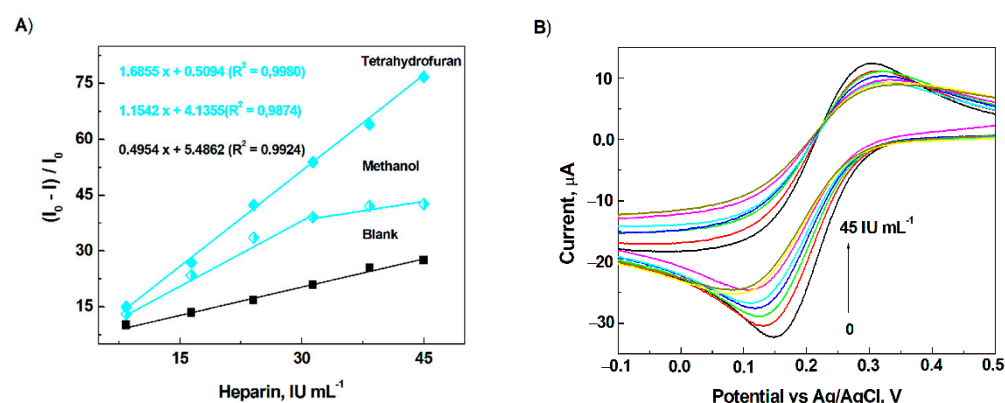 A)
Tetrahydrofuran
1.6855 x + 0.5094 (R² = 0,9980)
1.1542 x + 4.1355(R² = 0,9874)
0.4954 x + 5.4862 (R² = 0.9924)
Methanol
Blank
75
60
45
30
15
(I₀ - I) / I₀
15 30 45
Heparin, IU mL⁻¹
B)
10
0.0
−10
−20
−30
Current, µA
45 IU mL⁻¹
0
−0.1 0.0 0.1 0.2 0.3 0.4 0.5
Potential vs Ag/AgCl, V